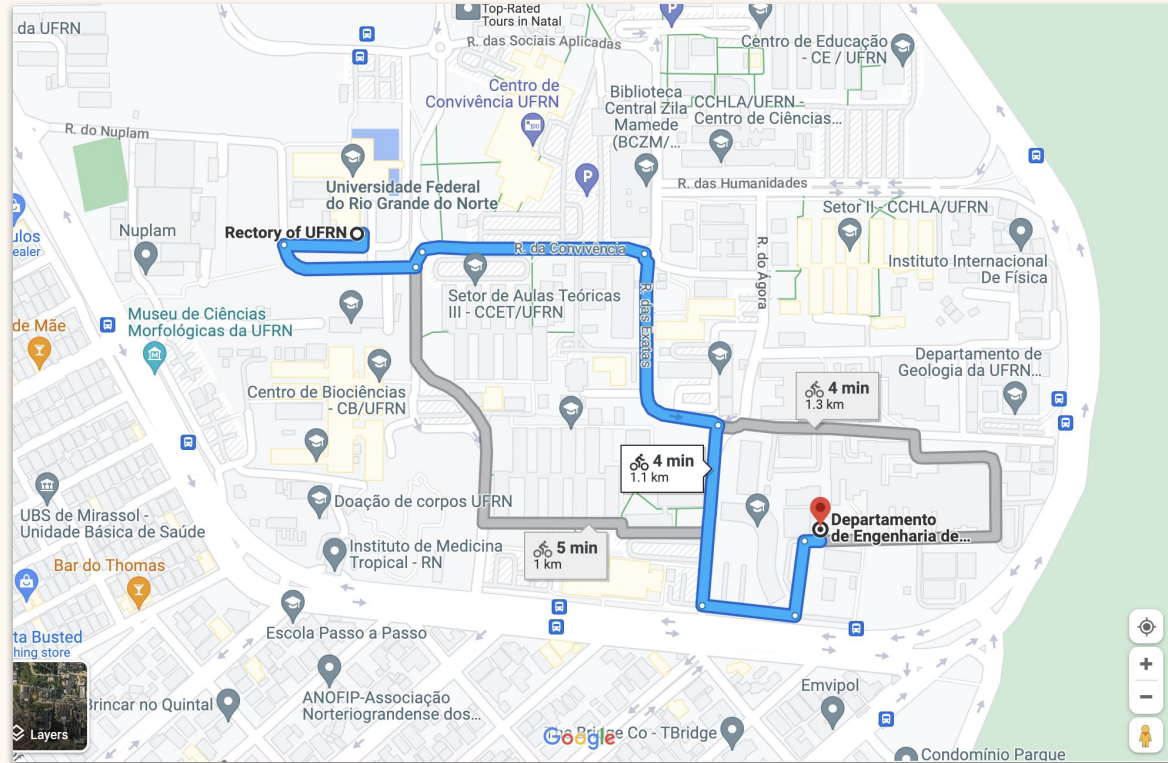 da UFRN
Top-Rated
Tours in Natal
R. das Sociais Aplicadas
Centro de Educação
- CE / UFRN
P
Centro de
Convivência UFRN
Biblioteca
Central Zila
Mamede
(BCZM/...
CCHLA/UFRN -
Centro de Ciências...
R. do Nuplam
P
Universidade Federal
do Rio Grande do Norte
R. das Humanidades
Setor II - CCHLA/UFRN
Nuplam
Rectory of UFRN
R. da Convivência
R. do Ágora
Instituto Internacional
De Física
ulos
ealer
Setor de Aulas Teóricas
III - CCET/UFRN
R. das Exatas
de Mãe
Museu de Ciências
Morfológicas da UFRN
Departamento de
Geologia da UFRN...
Centro de Biociências
- CB/UFRN
4 min
1.3 km
4 min
1.1 km
Doação de corpos UFRN
UBS de Mirassol -
Unidade Básica de Saúde
Departamento
de Engenharia de...
Instituto de Medicina
Tropical - RN
5 min
1 km
Bar do Thomas
Escola Passo a Passo
ta Busted
hing store
Emvipol
ANOFIP-Associação
Norteriograndense dos...
Brincar no Quintal
Layers
Google
Bridge Co - TBridge
Condomínio Parque